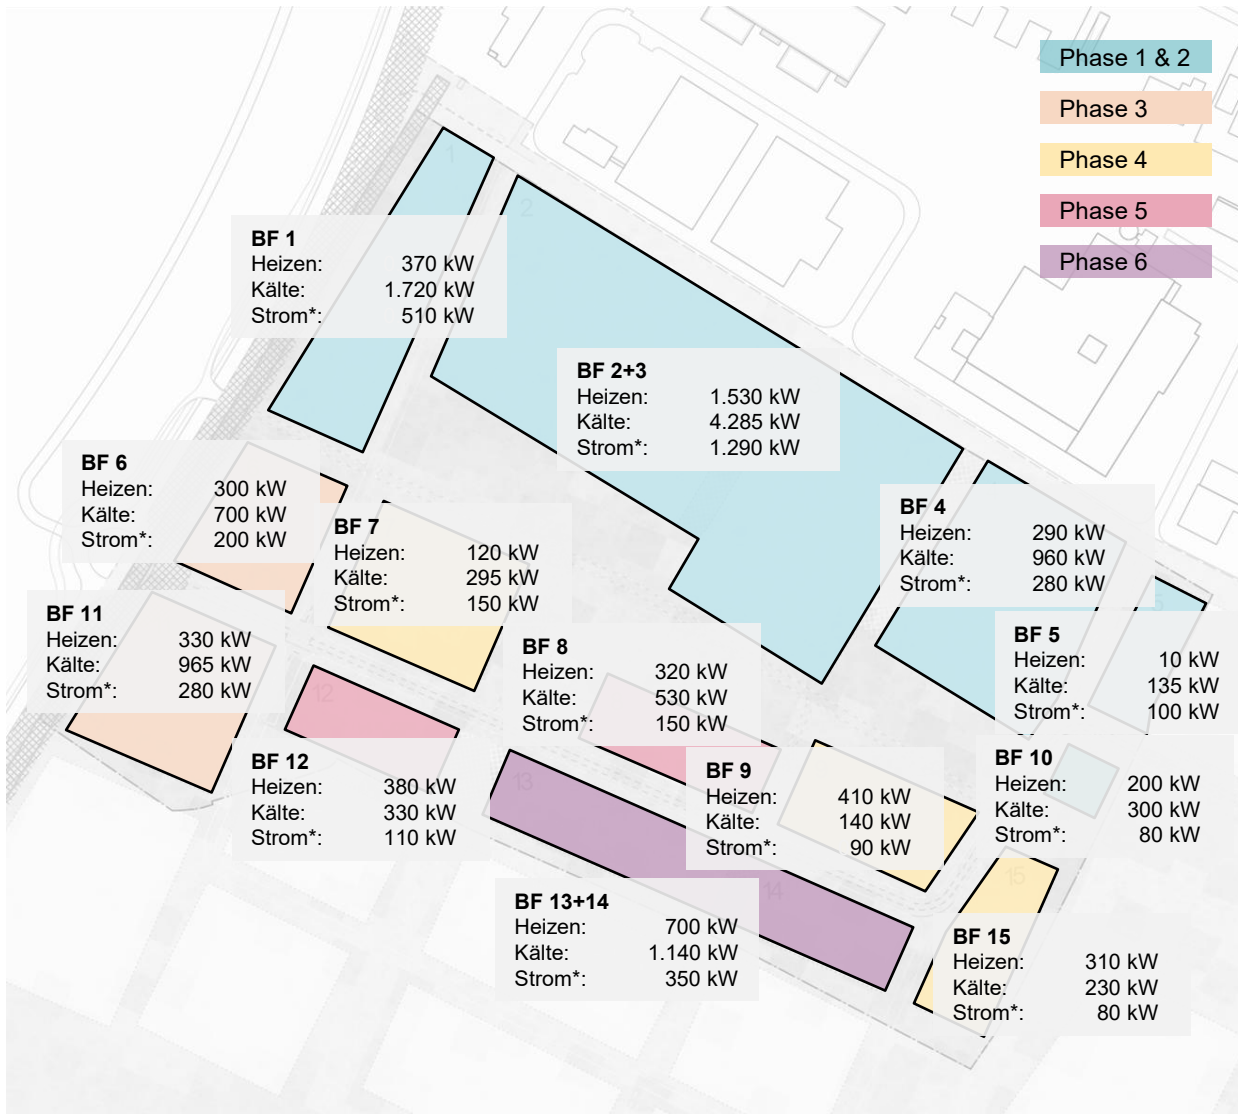 Phase 1 & 2
Phase 3
Phase 4
Phase 5
Phase 6
1
2
BF 1
Heizen: 370 kW
Kälte: 1.720 kW
Strom*: 510 kW
BF 2+3
Heizen: 1.530 kW
Kälte: 4.285 kW
Strom*: 1.290 kW
BF 6
Heizen: 300 kW
Kälte: 700 kW
Strom*: 200 kW
BF 7
Heizen: 120 kW
Kälte: 295 kW
Strom*: 150 kW
BF 4
Heizen: 290 kW
Kälte: 960 kW
Strom*: 280 kW
BF 11
Heizen: 330 kW
Kälte: 965 kW
Strom*: 280 kW
BF 8
Heizen: 320 kW
Kälte: 530 kW
Strom*: 150 kW
5
BF 5
Heizen: 10 kW
Kälte: 135 kW
Strom*: 100 kW
12
BF 12
Heizen: 380 kW
Kälte: 330 kW
Strom*: 110 kW
13
BF 9
Heizen: 410 kW
Kälte: 140 kW
Strom*: 90 kW
BF 10
Heizen: 200 kW
Kälte: 300 kW
Strom*: 80 kW
14
15
BF 13+14
Heizen: 700 kW
Kälte: 1.140 kW
Strom*: 350 kW
BF 15
Heizen: 310 kW
Kälte: 230 kW
Strom*: 80 kW